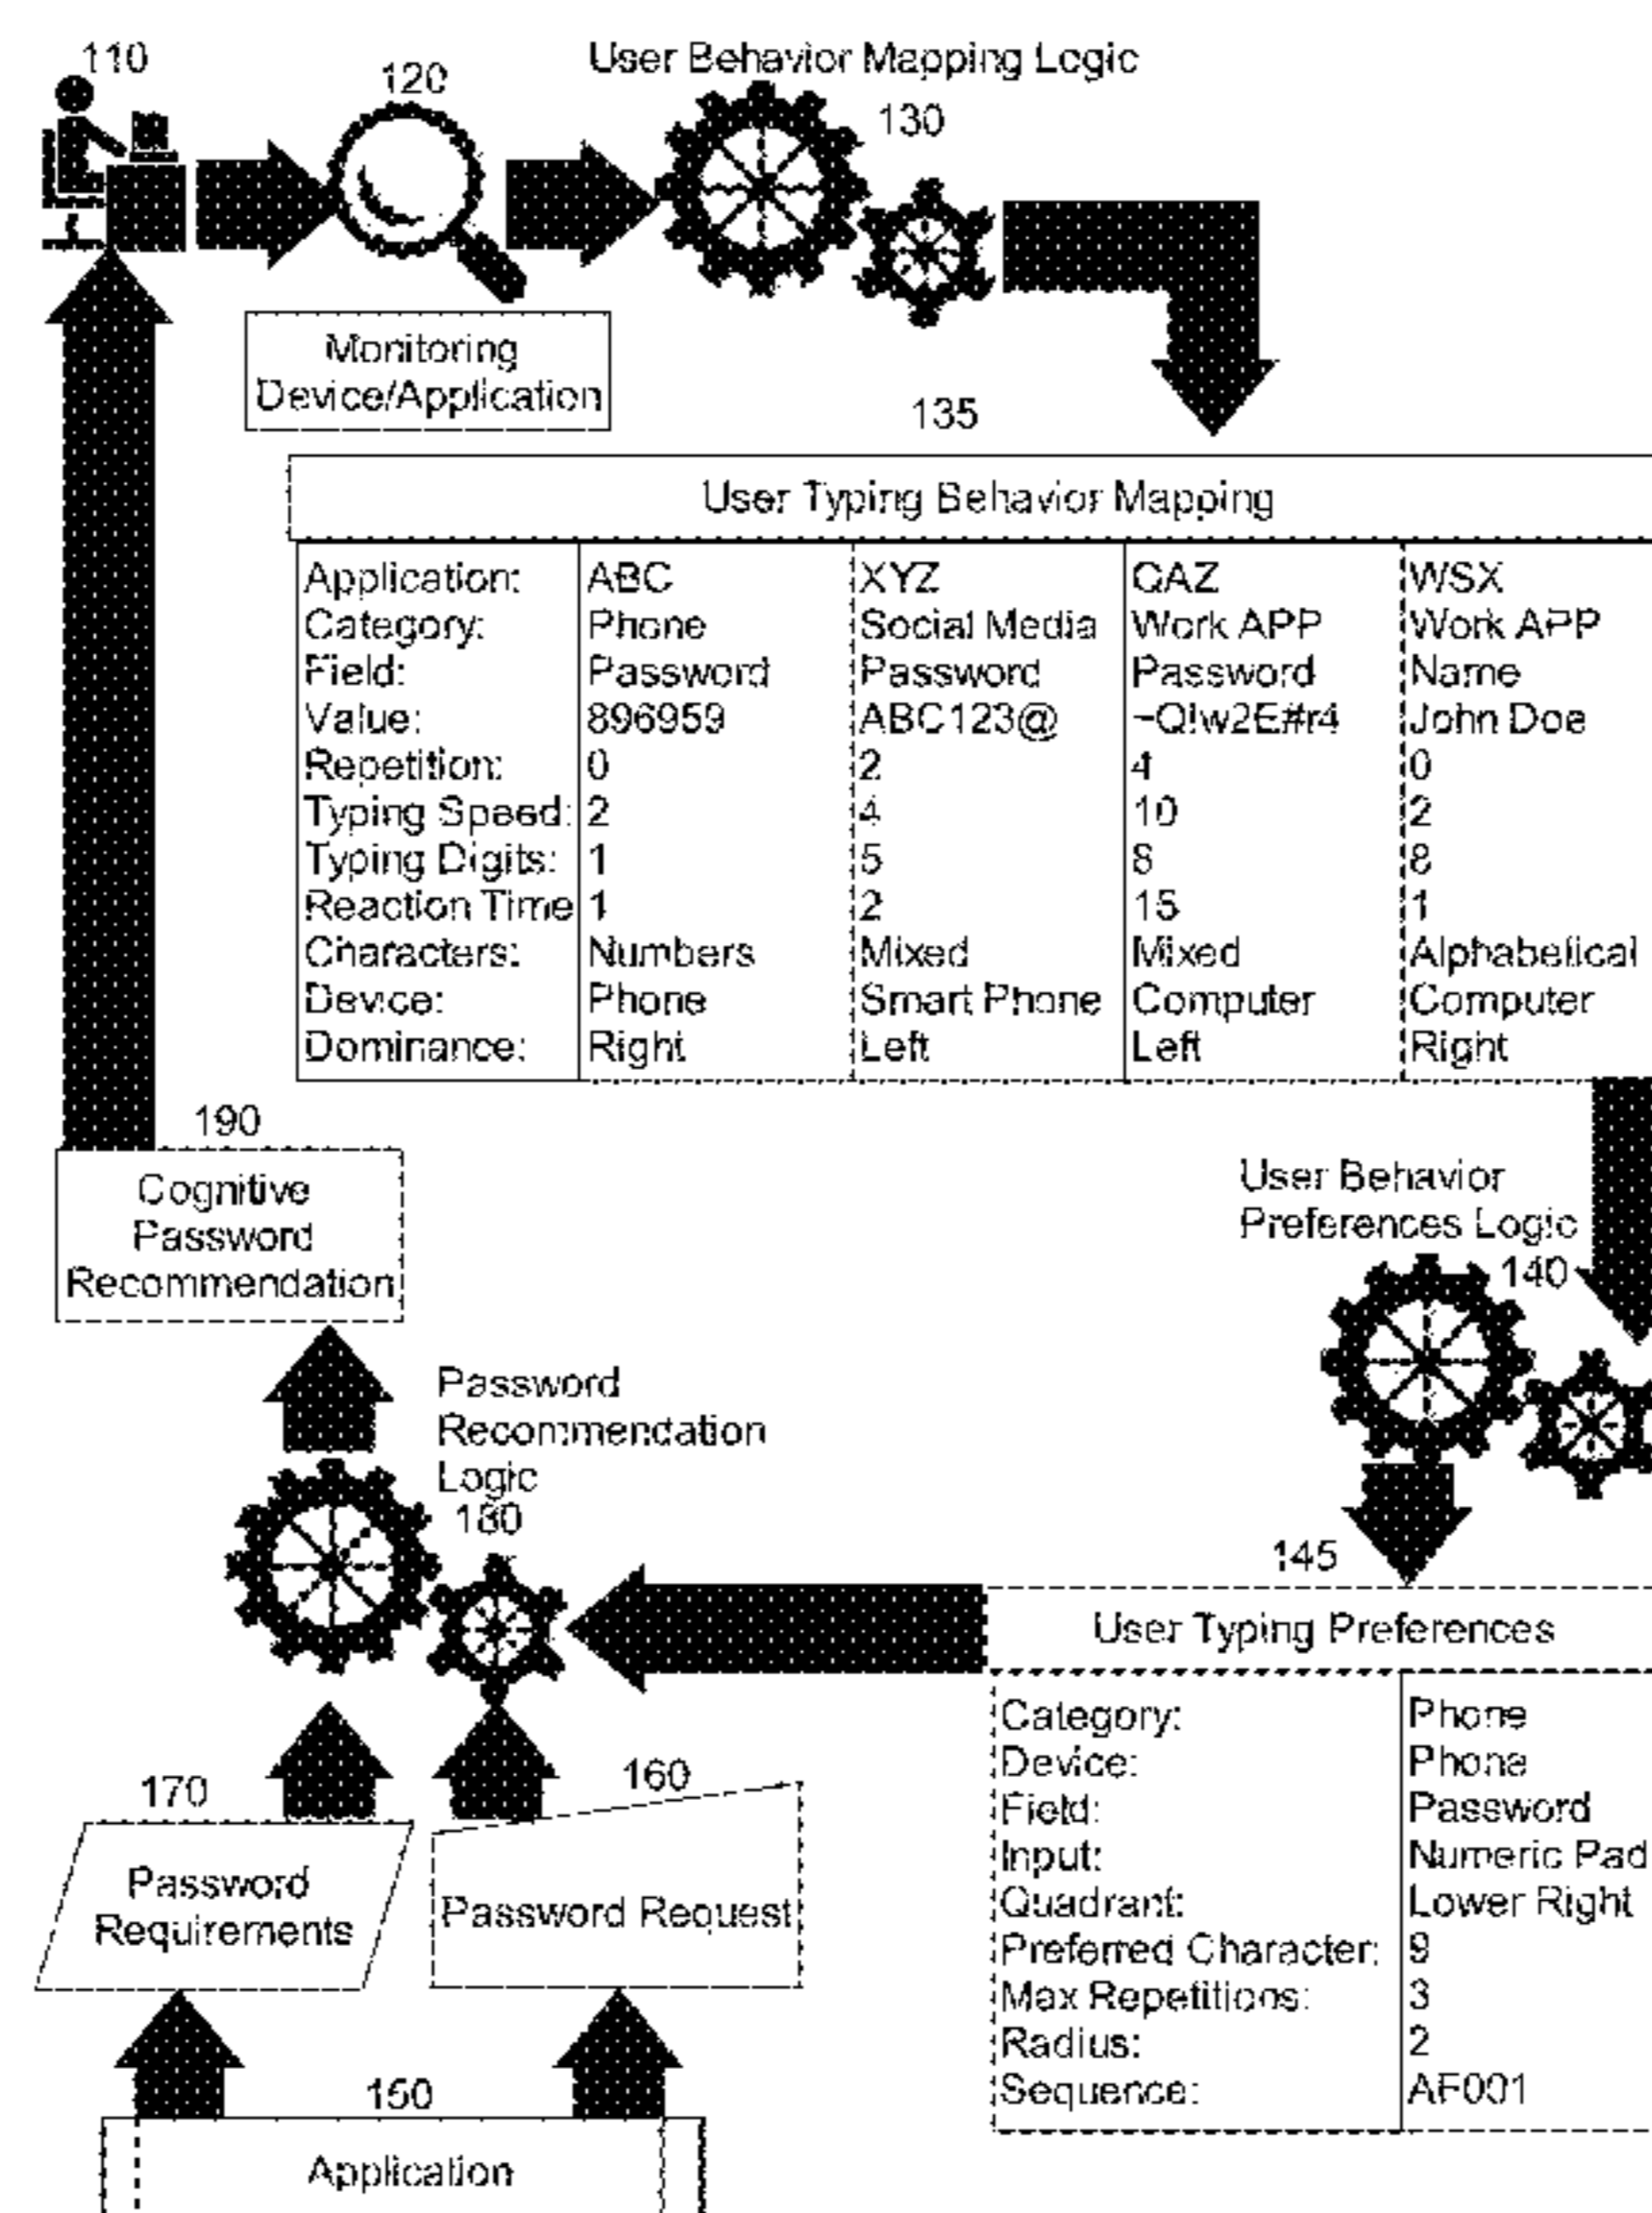 110
120
User Behavior Mapping Logic
130
Monitoring
Device/Application
135
User Typing Behavior Mapping
Application: ABC XYZ QAZ WSX
Category: Phone Social Media Work APP Work APP
Field: Password Password Password Name
Value: 896959 ABC123@ ~Q!w2E#r4 John Doe
Repetition: 0 2 4 0
Typing Speed: 2 4 10 2
Typing Digits: 1 5 8 8
Reaction Time 1 2 15 1
Characters: Numbers Mixed Mixed Alphabetical
Device: Phone Smart Phone Computer Computer
Dominance: Right Left Left Right
190
Cognitive
Password
Recommendation
User Behavior
Preferences Logic
140
Password
Recommendation
Logic
180
145
User Typing Preferences
Category: Phone
Device: Phone
Field: Password
Input: Numeric Pad
Quadrant: Lower Right
Preferred Character: 9
Max Repetitions: 3
Radius: 2
Sequence: AF001
170
Password
Requirements
160
Password Request
150
Application